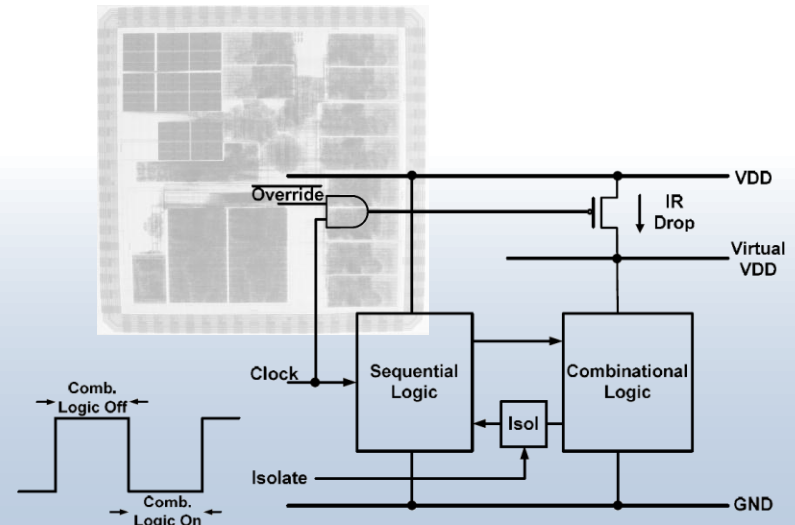 VDD
Override
IR
Drop
Virtual
VDD
Clock
Sequential
Logic
Combinational
Logic
Comb.
Logic Off
Isol
Isolate
Comb.
Logic On
GND